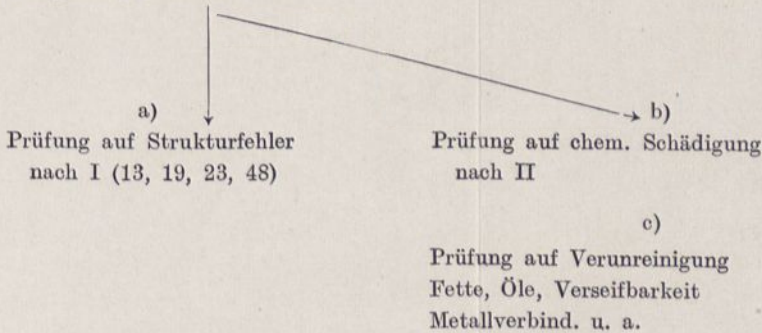 a)
Prüfung auf Strukturfehler
nach I (13, 19, 23, 48)
b)
Prüfung auf chem. Schädigung
nach II
c)
Prüfung auf Verunreinigung
Fette, Öle, Verseifbarkeit
Metallverbind. u. a.